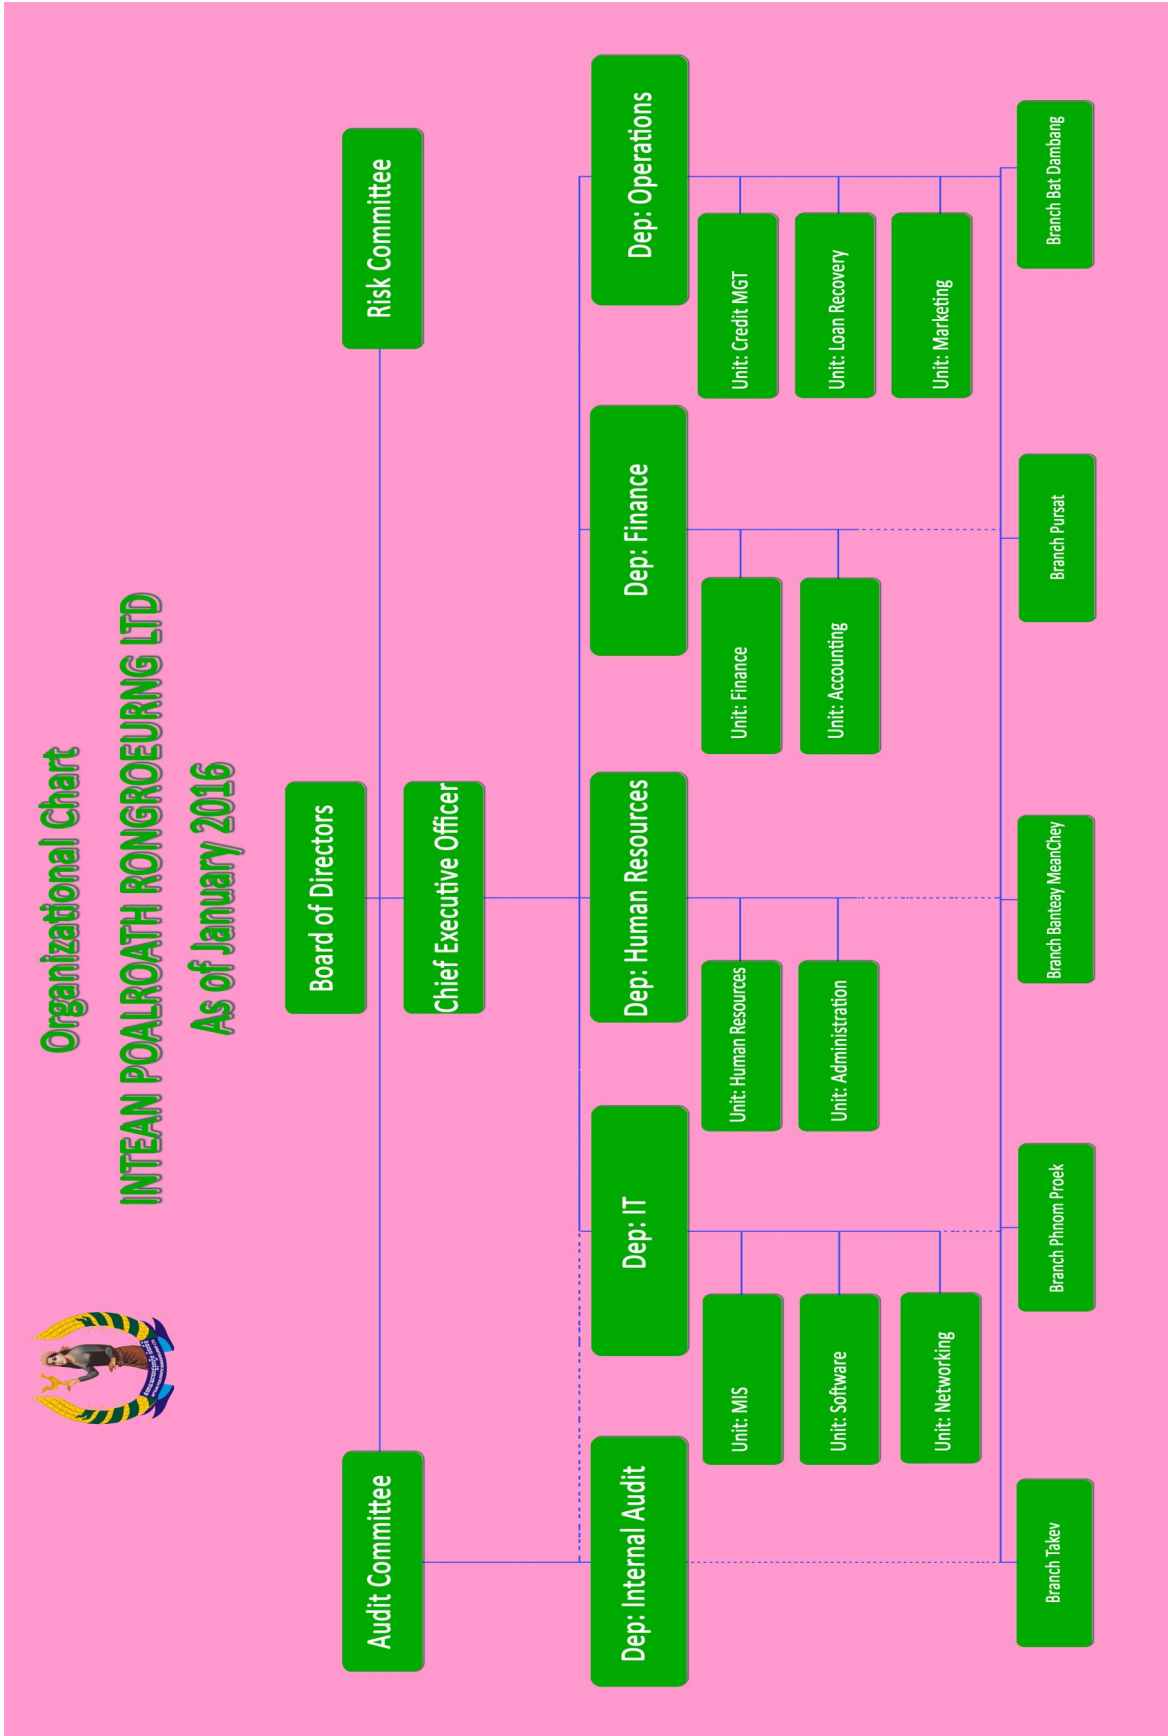 Organizational Chart
INTEAN POALROATH RONGROEURNG LTD
As of January 2016
Board of Directors
Audit Committee
Risk Committee
Chief Executive Officer
Dep: Internal Audit
Dep: IT
Dep: Human Resources
Dep: Finance
Dep: Operations
Unit: MIS
Unit: Software
Unit: Networking
Unit: Human Resources
Unit: Administration
Unit: Finance
Unit: Accounting
Unit: Credit MGT
Unit: Loan Recovery
Unit: Marketing
Branch Takev
Branch Phnom Proek
Branch Banteay MeanChey
Branch Pursat
Branch Bat Dambang